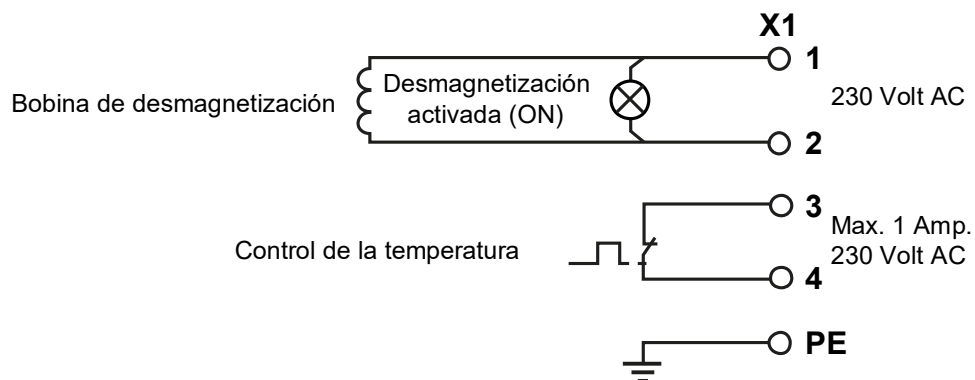 X1
1
Bobina de desmagnetización
Desmagnetización
activada (ON)
230 Volt AC
2
3
Control de la temperatura
Max. 1 Amp.
230 Volt AC
4
PE